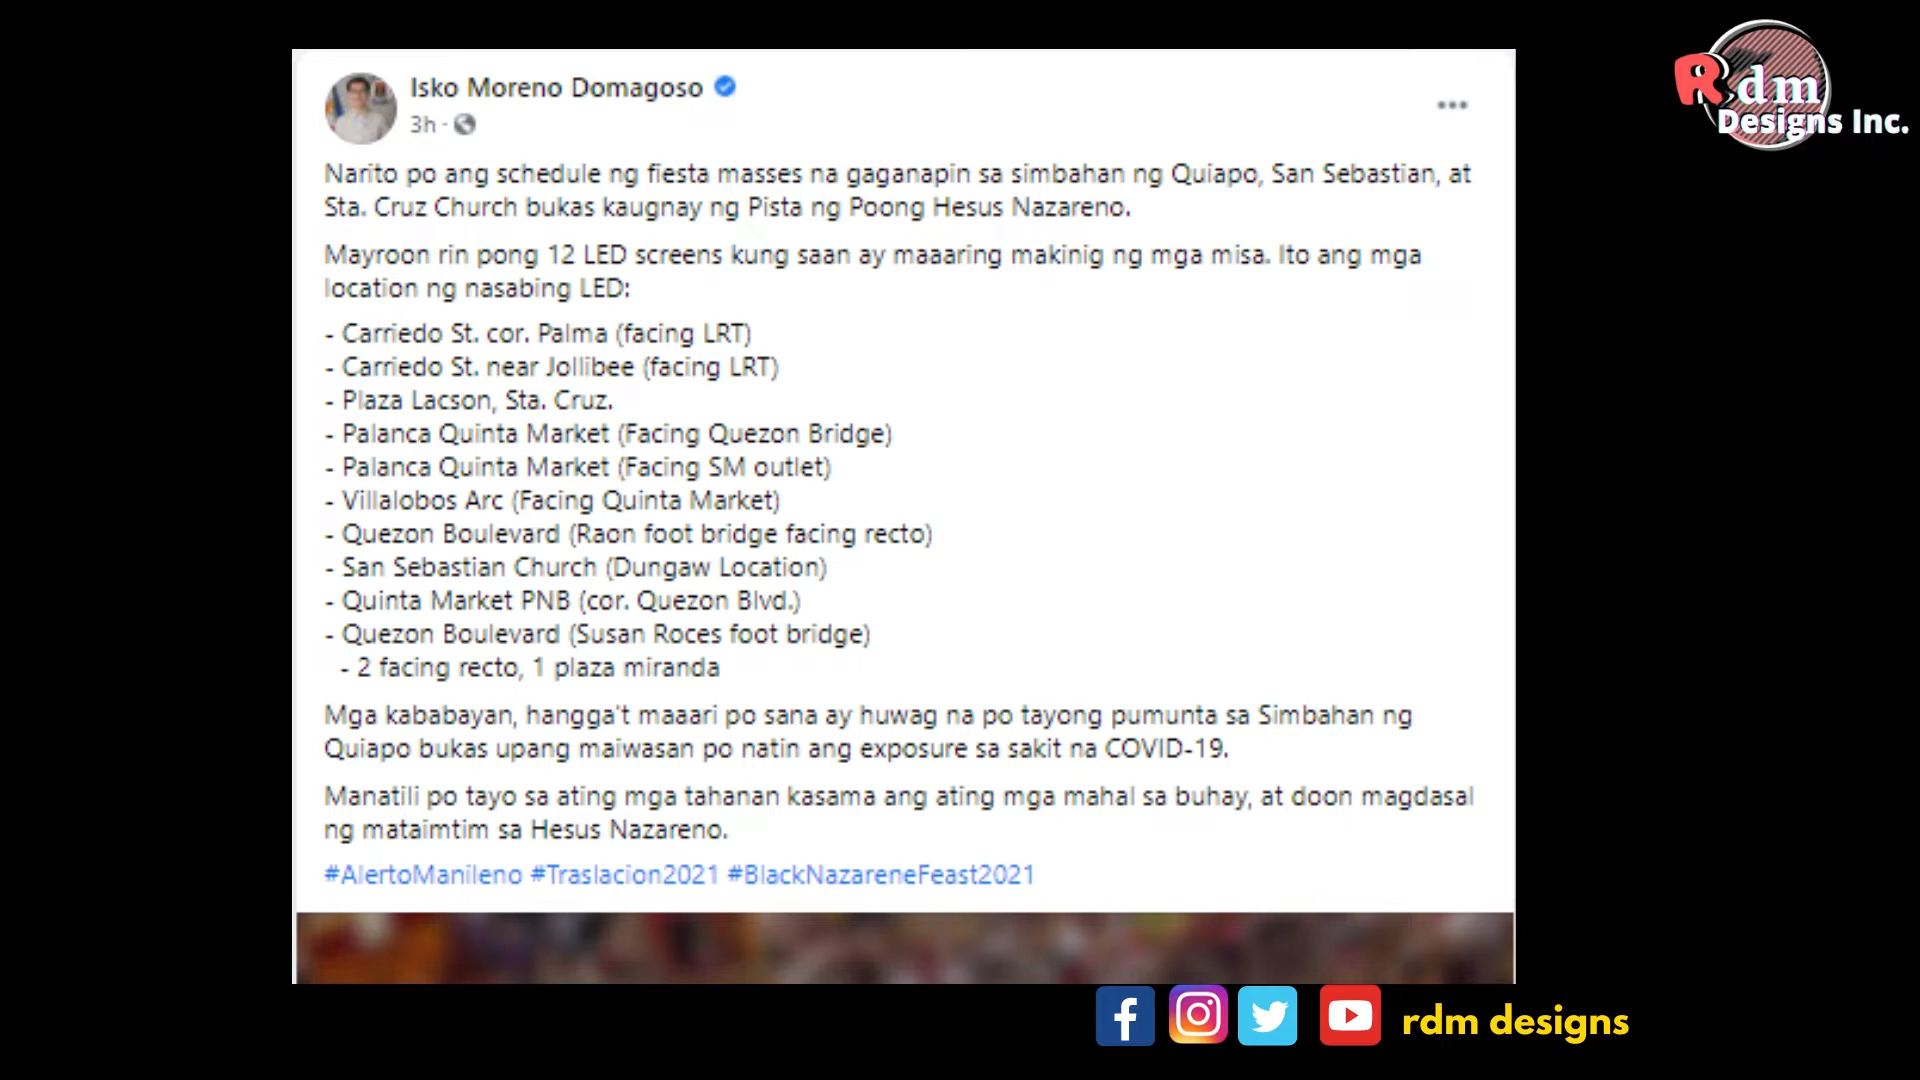 Isko Moreno Domagoso
3h ·
Narito po ang schedule ng fiesta masses na gaganapin sa simbahan ng Quiapo, San Sebastian, at
Sta. Cruz Church bukas kaugnay ng Pista ng Poong Hesus Nazareno.
Mayroon rin pong 12 LED screens kung saan ay maaaring makinig ng mga misa. Ito ang mga
location ng nasabing LED:
- Carriedo St. cor. Palma (facing LRT)
- Carriedo St. near Jollibee (facing LRT)
- Plaza Lacson, Sta. Cruz.
- Palanca Quinta Market (Facing Quezon Bridge)
- Palanca Quinta Market (Facing SM outlet)
- Villalobos Arc (Facing Quinta Market)
- Quezon Boulevard (Raon foot bridge facing recto)
- San Sebastian Church (Dungaw Location)
- Quinta Market PNB (cor. Quezon Blvd.)
- Quezon Boulevard (Susan Roces foot bridge)
- 2 facing recto, 1 plaza miranda
Mga kababayan, hangga't maaari po sana ay huwag na po tayong pumunta sa Simbahan ng
Quiapo bukas upang maiwasan po natin ang exposure sa sakit na COVID-19.
Manatili po tayo sa ating mga tahanan kasama ang ating mga mahal sa buhay, at doon magdasal
ng mataimtim sa Hesus Nazareno.
#AlertoManileno #Traslacion2021 #BlackNazareneFeast2021
Rdm
Designs Inc.
rdm designs